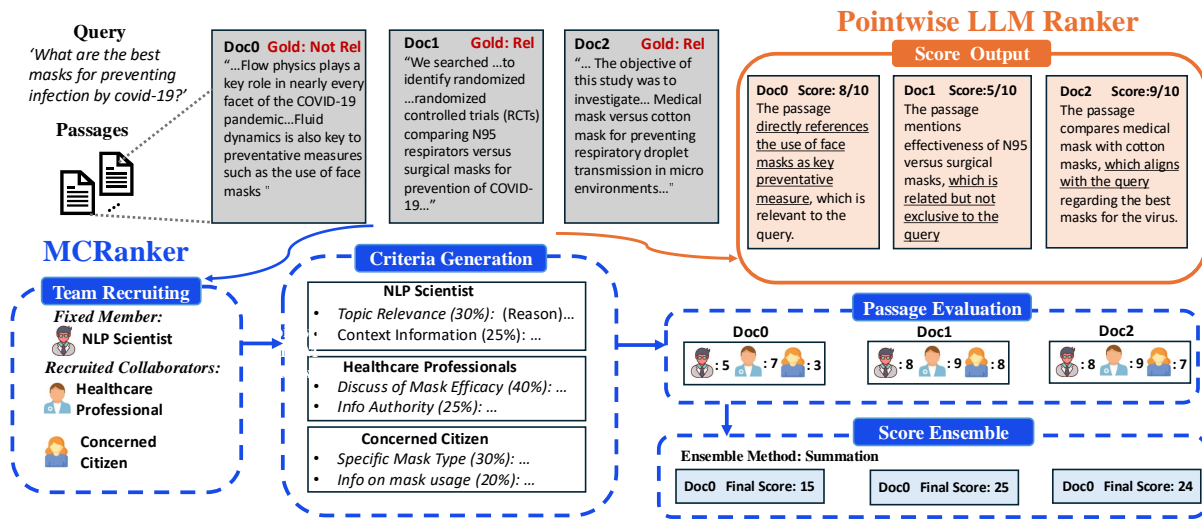 Query
‘What are the best
masks for preventing
infection by covid-19?’
Passages
...
Doc0 Gold: Not Rel
“...Flow physics plays a
key role in nearly every
facet of the COVID-19
pandemic...Fluid
dynamics is also key to
preventative measures
such as the use of face
masks ”
Doc1 Gold: Rel
“We searched ...to
identify randomized
...randomized
controlled trials (RCTs)
comparing N95
respirators versus
surgical masks for
prevention of COVID-
19...”
Doc2 Gold: Rel
“... The objective of
this study was to
investigate... Medical
mask versus cotton
mask for preventing
respiratory droplet
transmission in micro
environments...”
Pointwise LLM Ranker
Score Output
Doc0 Score: 8/10
The passage
directly references
the use of face
masks as key
preventative
measure, which is
relevant to the
query.
Doc1 Score:5/10
The passage
mentions
effectiveness of N95
versus surgical
masks, which is
related but not
exclusive to the
query
Doc2 Score:9/10
The passage
compares medical
mask with cotton
masks, which aligns
with the query
regarding the best
masks for the virus.
MCRanker
Team Recruiting
Fixed Member:
NLP Scientist
Recruited Collaborators:
Healthcare
Professional
Concerned
Citizen
Criteria Generation
NLP Scientist
• Topic Relevance (30%): (Reason)...
• Context Information (25%): ...
Healthcare Professionals
• Discuss of Mask Efficacy (40%): ...
• Info Authority (25%): ...
Concerned Citizen
• Specific Mask Type (30%): ...
• Info on mask usage (20%): ...
Passage Evaluation
Doc0
: 5 : 7 : 3
Doc1
: 8 : 9 : 8
Doc2
: 8 : 9 : 7
Score Ensemble
Ensemble Method: Summation
Doc0 Final Score: 15
Doc0 Final Score: 25
Doc0 Final Score: 24